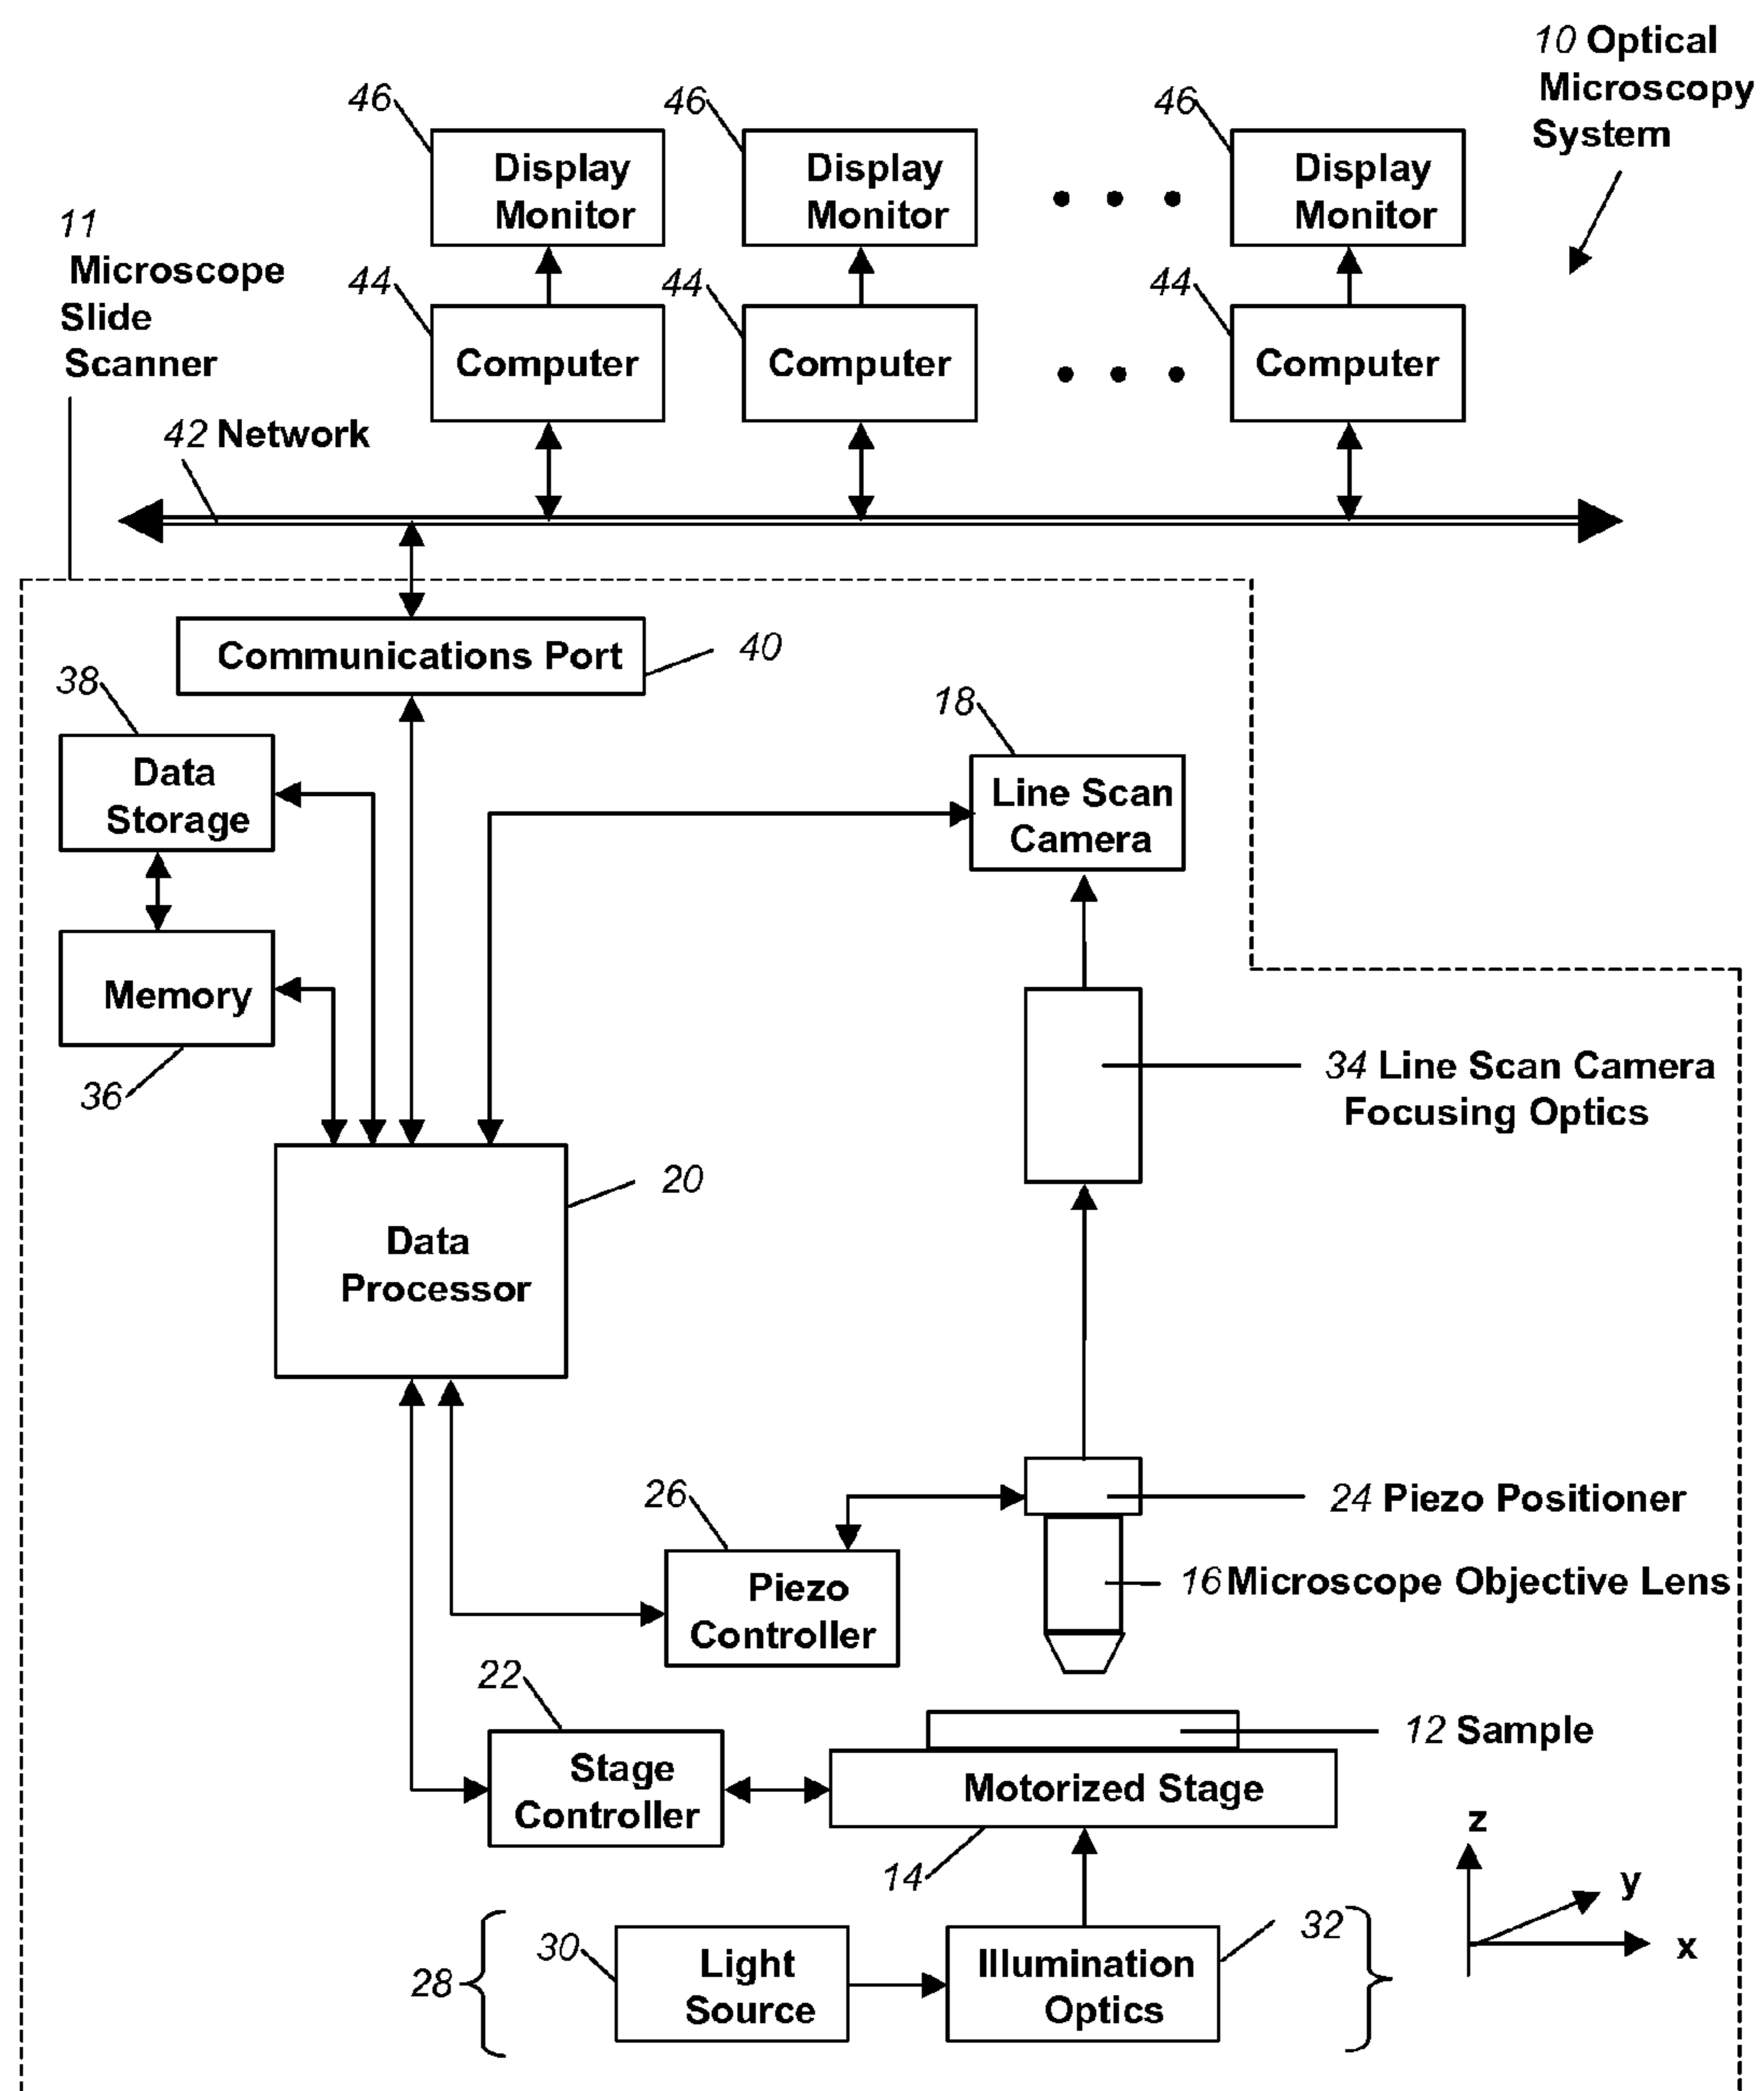 10 Optical
Microscopy
System
46
46
46
Display
Monitor
Display
Monitor
Display
Monitor
11
Microscope
Slide
Scanner
44
44
44
Computer
Computer
Computer
42 Network
Communications Port
40
38
Data
Storage
18
Line Scan
Camera
Memory
36
34 Line Scan Camera
Focusing Optics
20
Data
Processor
26
24 Piezo Positioner
Piezo
Controller
16 Microscope Objective Lens
22
12 Sample
Stage
Controller
Motorized Stage
14
z
y
x
28
30
Light
Source
Illumination
Optics
32